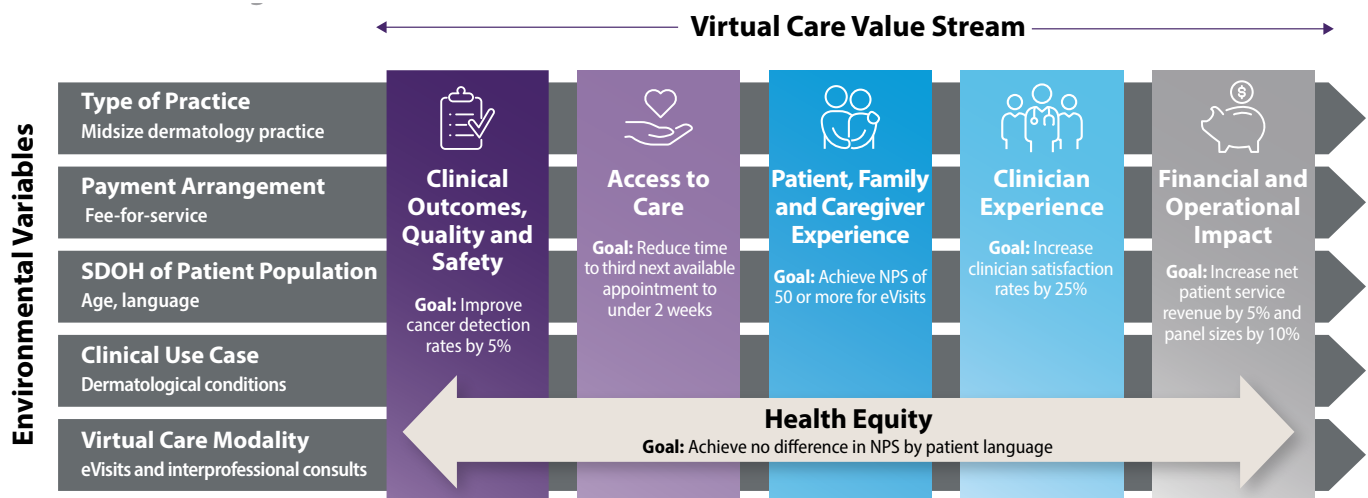 Virtual Care Value Stream
Environmental Variables
Type of Practice
Midsize dermatology practice
Payment Arrangement
Fee-for-service
SDOH of Patient Population
Age, language
Clinical Use Case
Dermatological conditions
Virtual Care Modality
eVisits and interprofessional consults
Clinical
Outcomes,
Quality and
Safety
Goal: Improve
cancer detection
rates by 5%
Access to
Care
Goal: Reduce time
to third next available
appointment to
under 2 weeks
Patient, Family
and Caregiver
Experience
Goal: Achieve NPS of
50 or more for eVisits
Clinician
Experience
Goal: Increase
clinician satisfaction
rates by 25%
$
Financial and
Operational
Impact
Goal: Increase net
patient service
revenue by 5% and
panel sizes by 10%
Health Equity
Goal: Achieve no difference in NPS by patient language